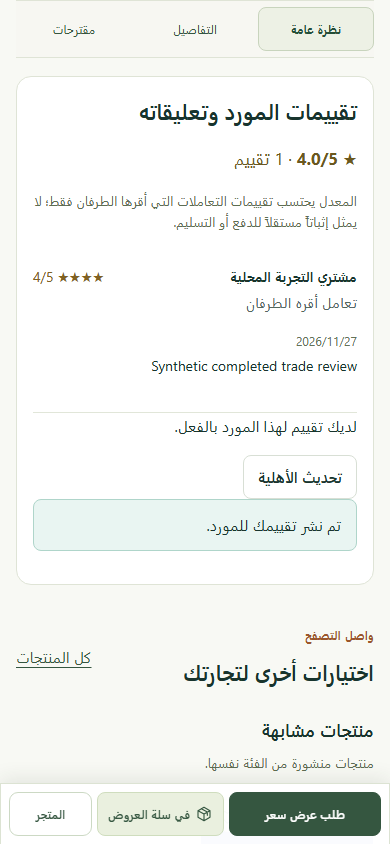 نظرة عامة
التفاصيل
مقترحات
تقييمات المورد وتعليقاته
★ 4.0/5 · 1 تقييم
المعدل يحتسب تقييمات التعاملات التي أقرها الطرفان فقط؛ لا
يمثل إثباتاً مستقلاً للدفع أو التسليم.
مشتري التجربة المحلية
★★★★ 4/5
تعامل أقره الطرفان
2026/11/27
Synthetic completed trade review
لديك تقييم لهذا المورد بالفعل.
تحديث الأهلية
تم نشر تقييمك للمورد.
واصل التصفح
اختيارات أخرى لتجارتك
كل المنتجات
منتجات مشابهة
منتجات منشورة من الفئة نفسها.
طلب عرض سعر
في سلة العروض
المتجر